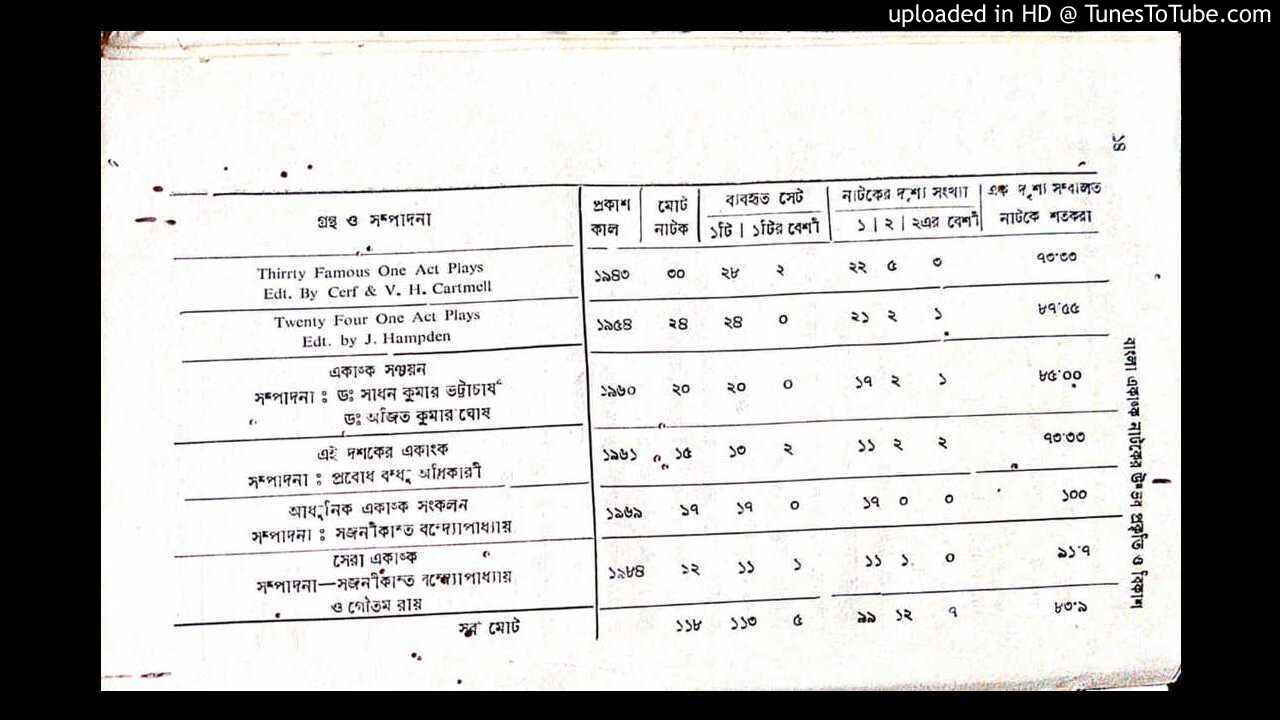 uploaded in HD @ TunesToTube.com
১৪
গ্রন্থ ও সম্পাদনা | প্রকাশ কাল | মোট নাটক | ব্যবহৃত সেট ১টি | ১টির বেশী | নাটকের দৃশ্য সংখ্যা ১ | ২ | ২এর বেশী | এক দৃশ্য সম্বলিত নাটকে শতকরা
Thirrty Famous One Act Plays
Edt. By Cerf & V. H. Cartmell ১৯৪৩ ৩০ ২৮ ২ ২২ ৫ ৩ ৭৩.৩৩
Twenty Four One Act Plays
Edt. by J. Hampden ১৯৫৪ ২৪ ২৪ ০ ২১ ২ ১ ৮৭.৫৫
একাঙ্ক সঞ্চয়ন
সম্পাদনা : ডঃ সাধন কুমার ভট্টাচার্য ১৯৬০ ২০ ২০ ০ ১৭ ২ ১ ৮৫.০০
ডঃ অজিত কুমার ঘোষ
এই দশকের একাংক
সম্পাদনা : প্রবোধ বন্ধু অধিকারী ১৯৬১ ১৫ ১৩ ২ ১১ ২ ২ ৭৩.৩৩
আধুনিক একাঙ্ক সংকলন
সম্পাদনা : সজনীকান্ত বন্দ্যোপাধ্যায় ১৯৬৯ ১৭ ১৭ ০ ১৭ ০ ০ ১০০
সেরা একাঙ্ক
সম্পাদনা—সজনীকান্ত বন্দ্যোপাধ্যায় ১৯৮৪ ১২ ১১ ১ ১১ ১ ০ ৯১.৭
ও গৌতম রায়
সর্ব মোট ১১৮ ১১৩ ৫ ৯৯ ১২ ৭ ৮৩.৯
বাংলা একাঙ্ক নাটকের উদ্ভব প্রকৃতি ও বিকাশ